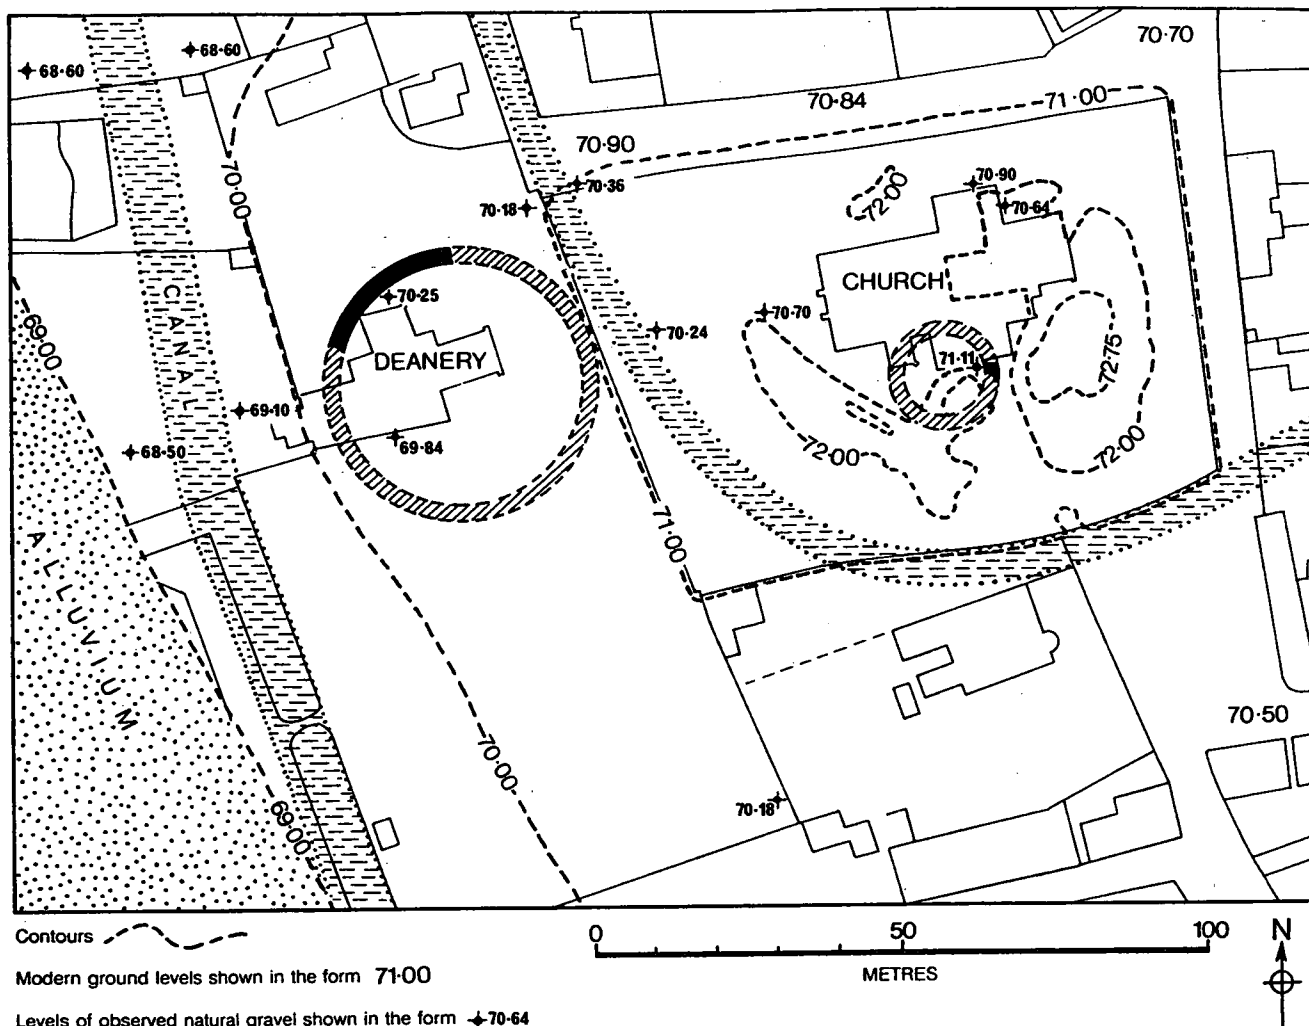 70·70
68·60
68·60
70·84
71·00
70·90
70·36
70·90
70·00
72·00
70·18
70·64
CANAL
CHURCH
70·25
70·70
69·00
70·24
DEANERY
71·11
72·75
69·10
69·84
68·50
72·00
72·00
71·00
ALLUVIUM
70·50
70·00
70·18
69·00
Contours
0 50 100
N
METRES
Modern ground levels shown in the form 71·00
Levels of observed natural gravel shown in the form 70·64